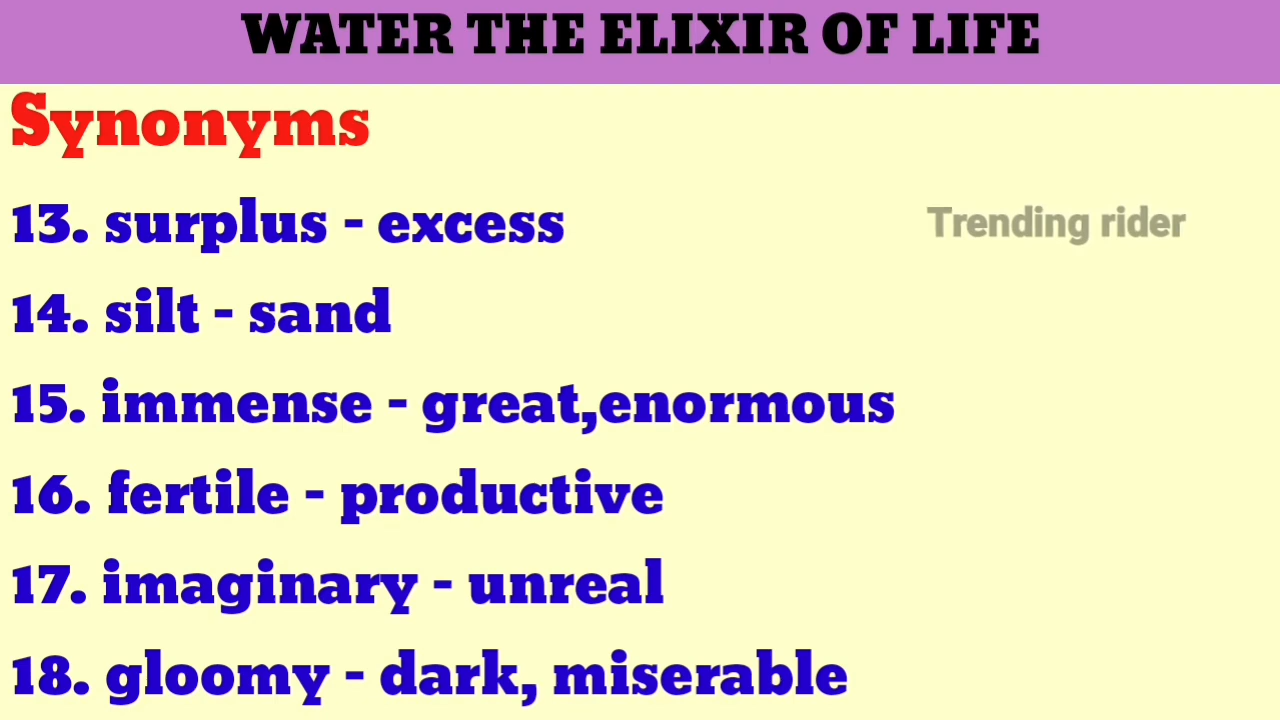 WATER THE ELIXIR OF LIFE
Synonyms
13. surplus - excess
Trending rider
14. silt - sand
15. immense - great,enormous
16. fertile - productive
17. imaginary - unreal
18. gloomy - dark, miserable